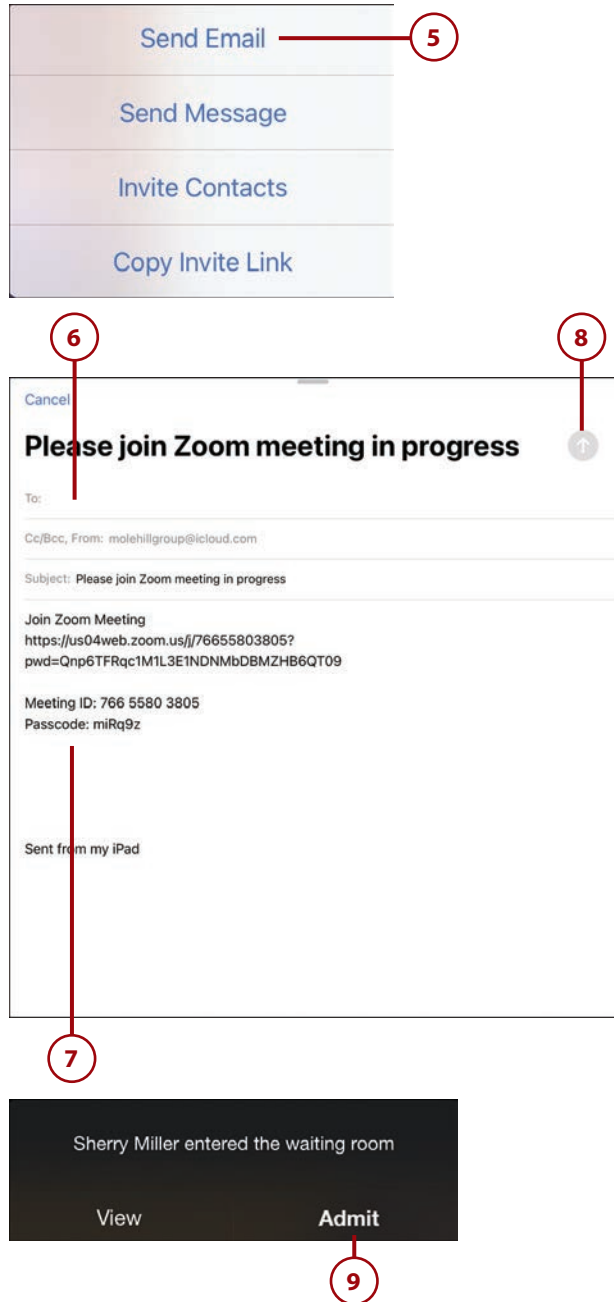 Send Email
5
Send Message
Invite Contacts
Copy Invite Link
6
8
Cancel
Please join Zoom meeting in progress
To:
Cc/Bcc, From: molehillgroup@icloud.com
Subject: Please join Zoom meeting in progress
Join Zoom Meeting
https://us04web.zoom.us/j/76655803805?
pwd=Qnp6TFRqc1M1L3E1NDNMbDBMZHB6QT09
Meeting ID: 766 5580 3805
Passcode: miRq9z
Sent from my iPad
7
Sherry Miller entered the waiting room
View Admit
9